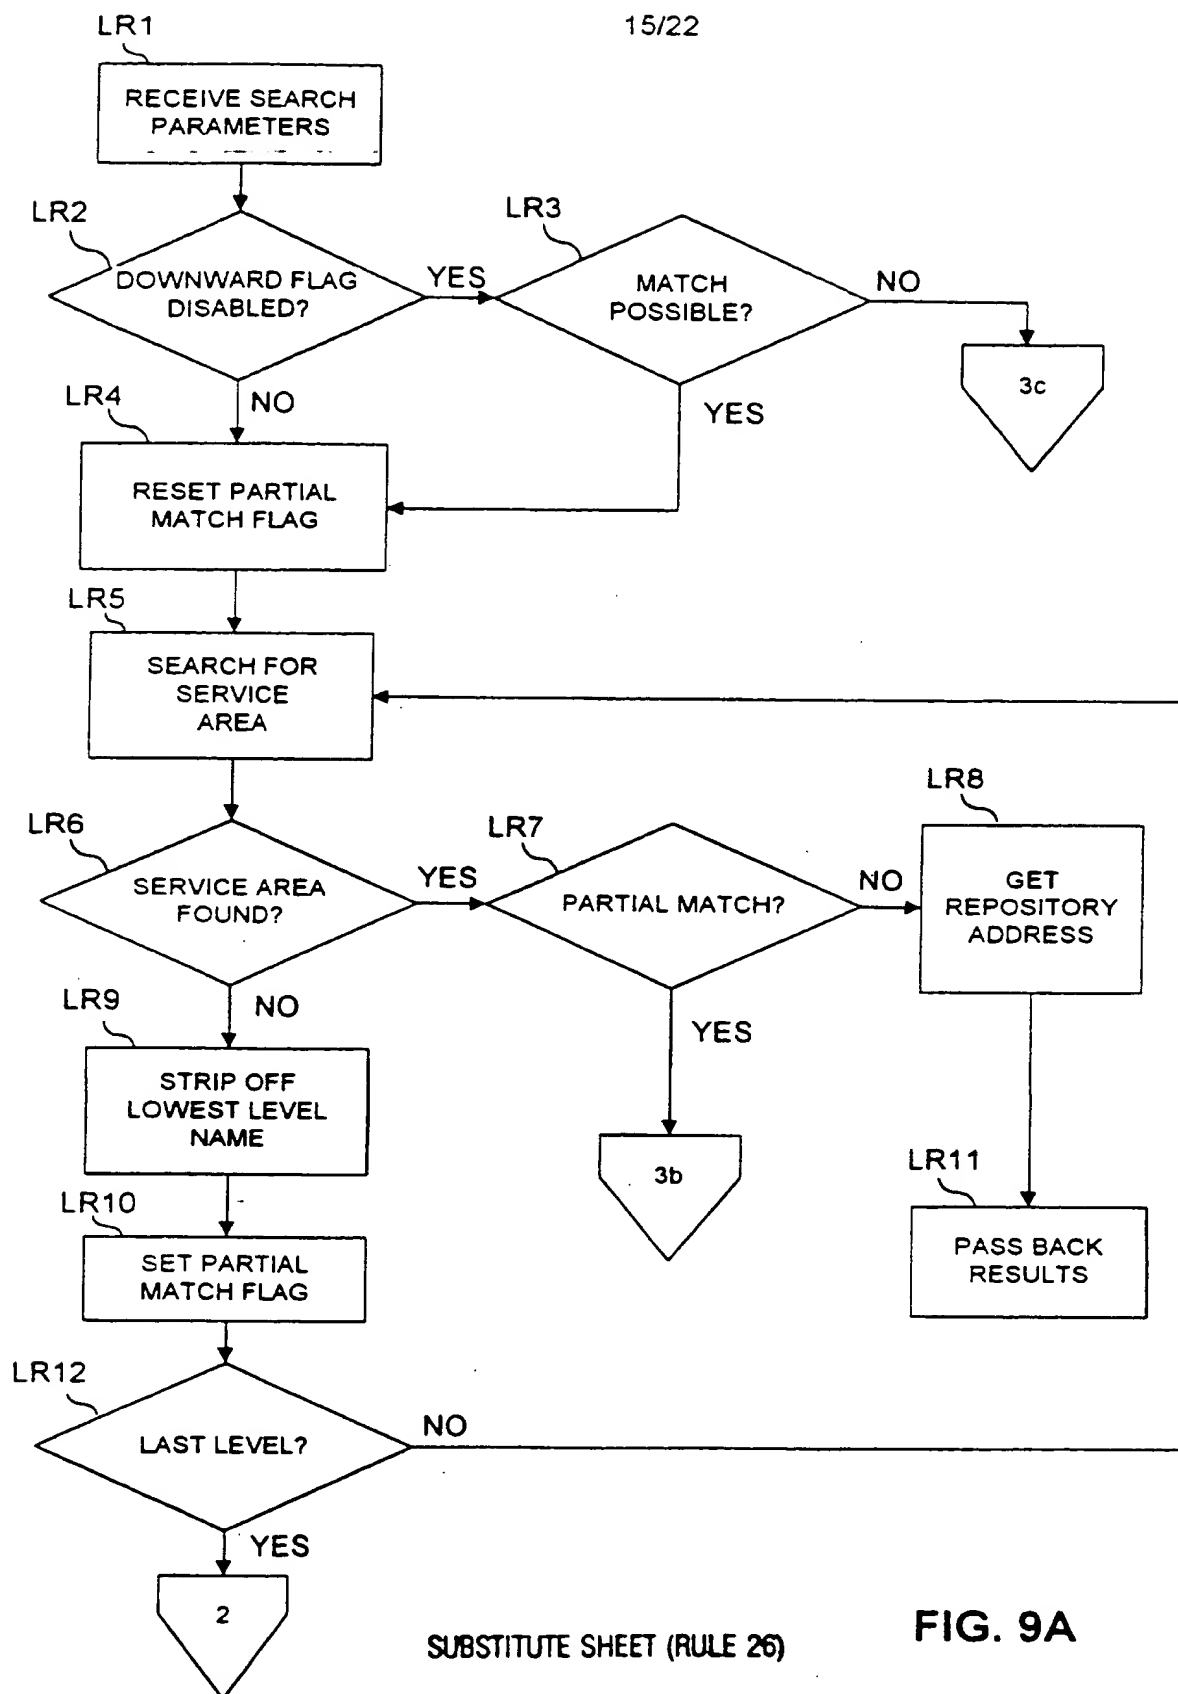 15/22
LR1
RECEIVE SEARCH
PARAMETERS
LR2
DOWNWARD FLAG
DISABLED?
YES
LR3
MATCH
POSSIBLE?
NO
3c
NO
YES
LR4
RESET PARTIAL
MATCH FLAG
LR5
SEARCH FOR
SERVICE
AREA
LR6
SERVICE AREA
FOUND?
YES
LR7
PARTIAL MATCH?
NO
LR8
GET
REPOSITORY
ADDRESS
NO
YES
3b
LR9
STRIP OFF
LOWEST LEVEL
NAME
LR11
PASS BACK
RESULTS
LR10
SET PARTIAL
MATCH FLAG
LR12
LAST LEVEL?
NO
YES
2
SUBSTITUTE SHEET (RULE 26)
FIG. 9A